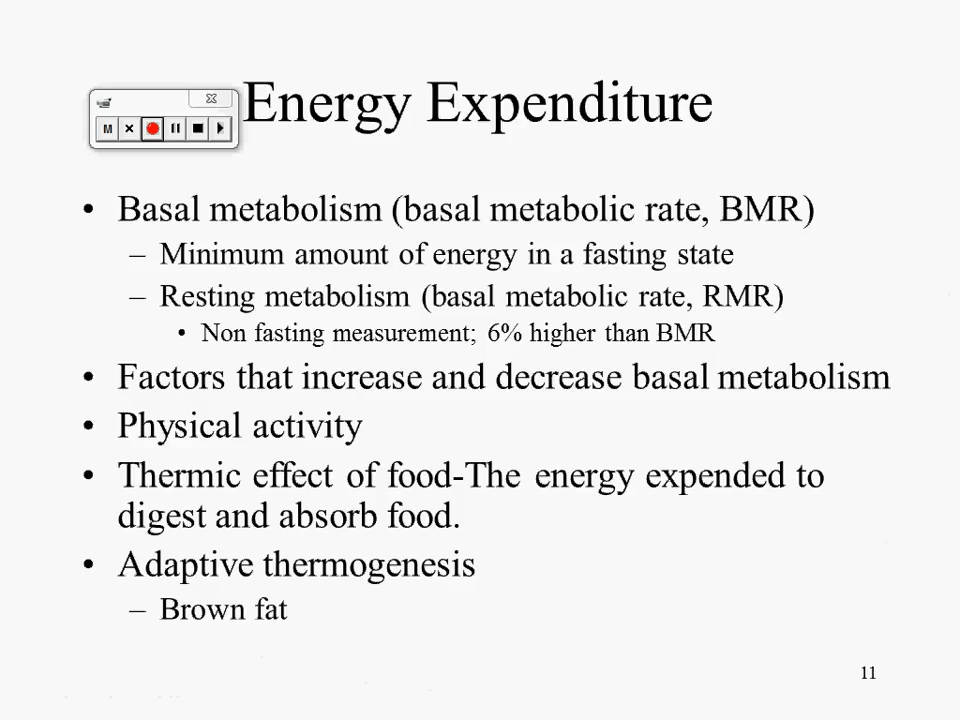 Energy Expenditure
M
• Basal metabolism (basal metabolic rate, BMR)
– Minimum amount of energy in a fasting state
– Resting metabolism (basal metabolic rate, RMR)
• Non fasting measurement; 6% higher than BMR
• Factors that increase and decrease basal metabolism
• Physical activity
• Thermic effect of food-The energy expended to
digest and absorb food.
• Adaptive thermogenesis
– Brown fat
11